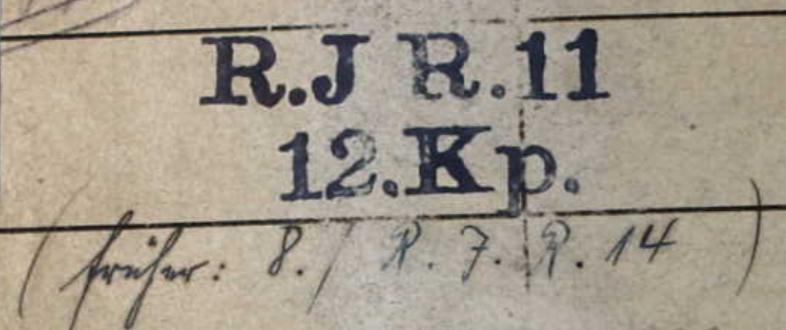 R.J R.11
12.Kp.
(früher: 8./ R. J. R. 14)